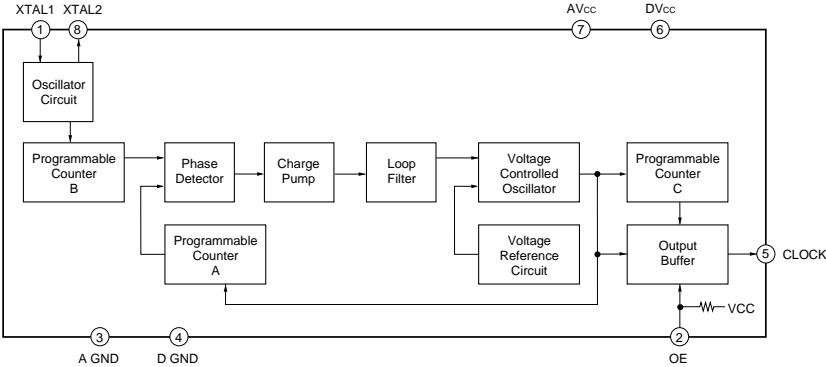 XTAL1 XTAL2 AVCC DVCC
1 8 7 6
Oscillator
Circuit
Programmable
Counter
B
Phase
Detector
Charge
Pump
Loop
Filter
Voltage
Controlled
Oscillator
Programmable
Counter
C
Programmable
Counter
A
Voltage
Reference
Circuit
Output
Buffer
5 CLOCK
VCC
3 4 2
A GND D GND OE